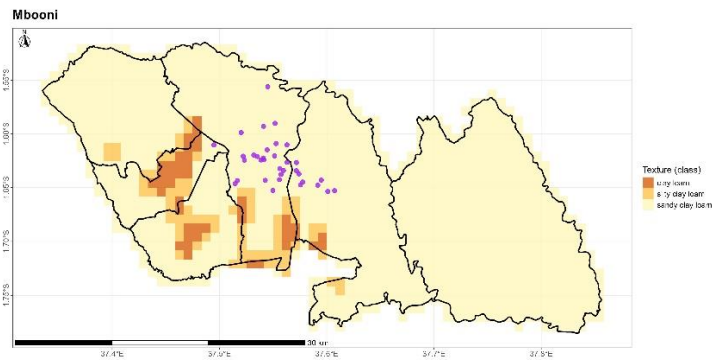 Mbooni
N
1.55°S
1.60°S
1.65°S
1.70°S
1.75°S
37.4°E
37.5°E
37.6°E
37.7°E
37.8°E
30 km
Texture (class)
clay loam
silty clay loam
sandy clay loam